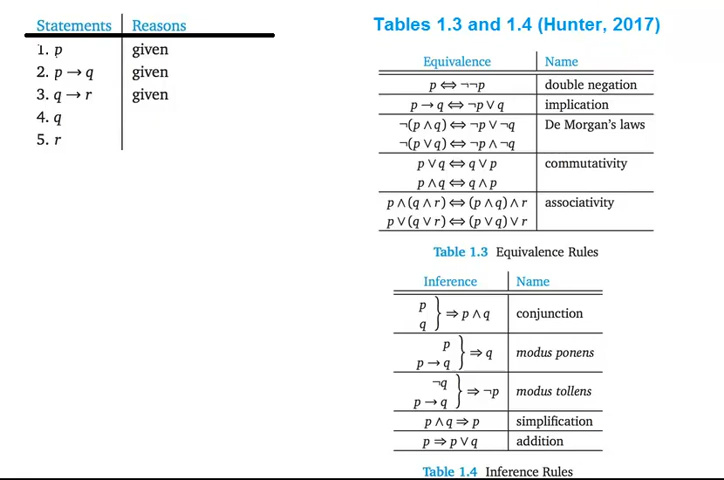 Statements Reasons
1. p given
2. p → q given
3. q → r given
4. q
5. r
Tables 1.3 and 1.4 (Hunter, 2017)
Equivalence Name
p ⇔ ¬¬p double negation
p → q ⇔ ¬p ∨ q implication
¬(p ∧ q) ⇔ ¬p ∨ ¬q De Morgan's laws
¬(p ∨ q) ⇔ ¬p ∧ ¬q
p ∨ q ⇔ q ∨ p commutativity
p ∧ q ⇔ q ∧ p
p ∧ (q ∧ r) ⇔ (p ∧ q) ∧ r associativity
p ∨ (q ∨ r) ⇔ (p ∨ q) ∨ r
Table 1.3 Equivalence Rules
Inference Name
p
q } ⇒ p ∧ q conjunction
p
p → q } ⇒ q modus ponens
¬q
p → q } ⇒ ¬p modus tollens
p ∧ q ⇒ p simplification
p ⇒ p ∨ q addition
Table 1.4 Inference Rules